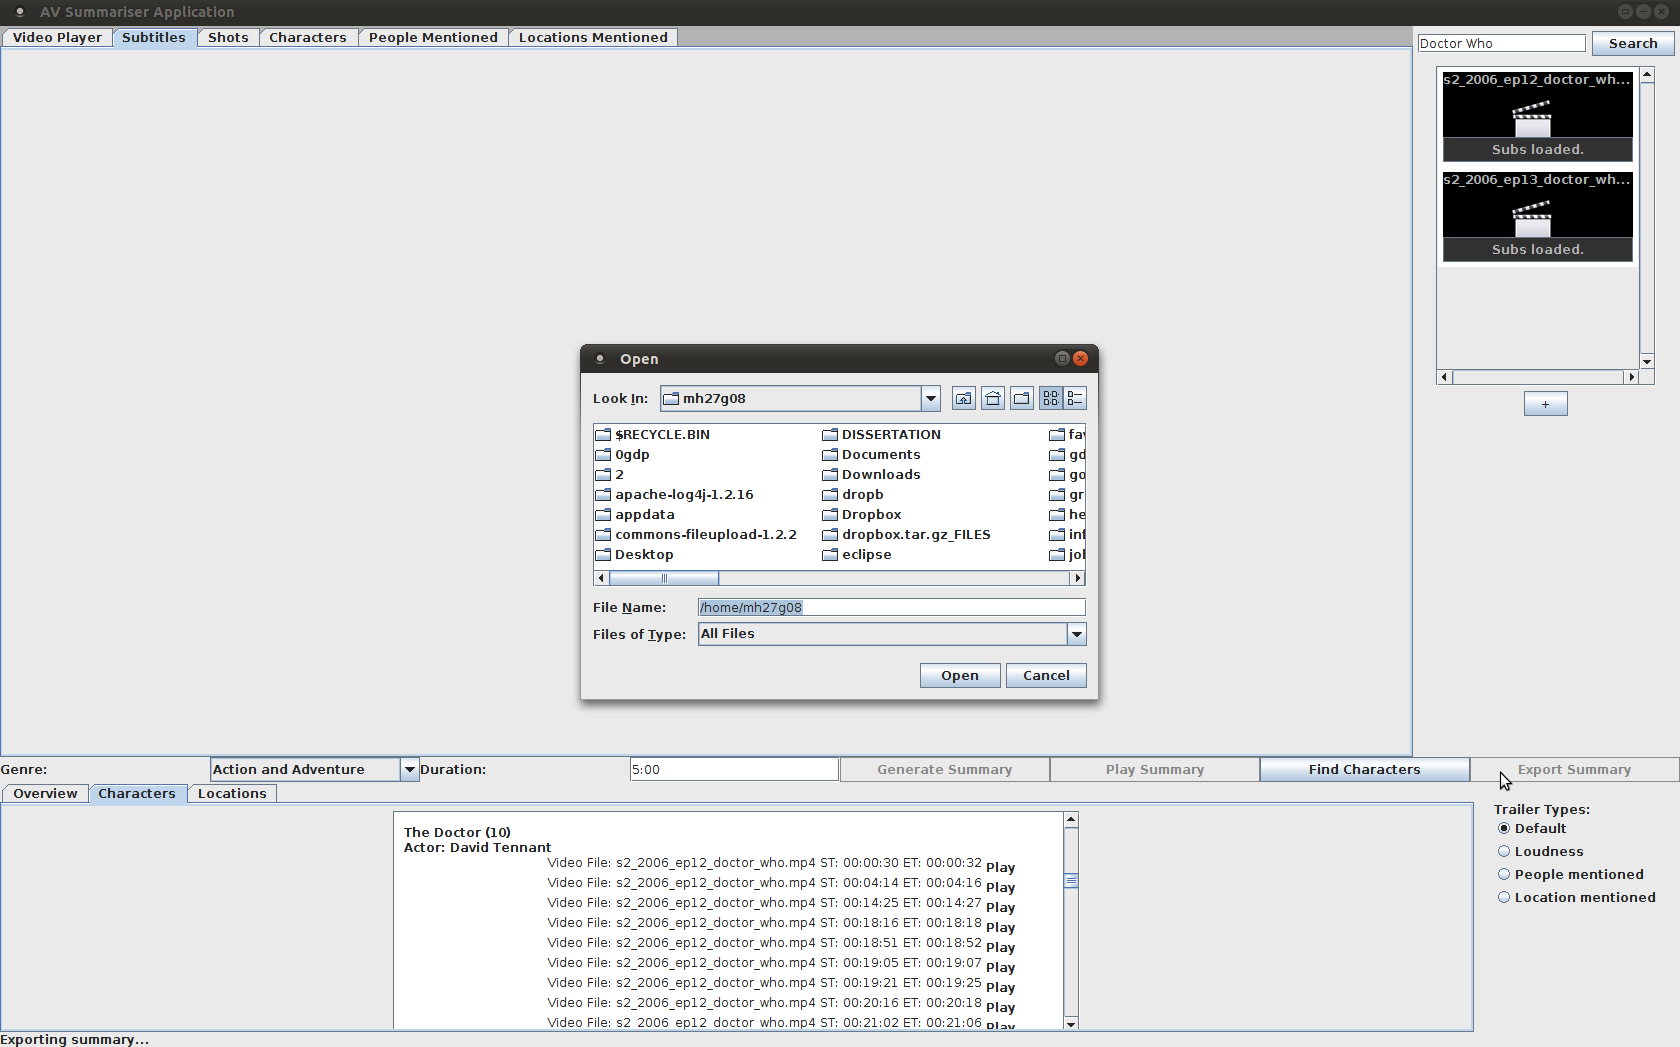 AV Summariser Application
Video Player Subtitles Shots Characters People Mentioned Locations Mentioned
Doctor Who Search
s2_2006_ep12_doctor_wh...
Subs loaded.
s2_2006_ep13_doctor_wh...
Subs loaded.
+
Open
Look In: mh27g08
$RECYCLE.BIN DISSERTATION fav
0gdp Documents gd
2 Downloads go
apache-log4j-1.2.16 dropb gr
appdata Dropbox he
commons-fileupload-1.2.2 dropbox.tar.gz_FILES inf
Desktop eclipse jol
File Name: /home/mh27g08
Files of Type: All Files
Open Cancel
Genre: Action and Adventure Duration: 5:00 Generate Summary Play Summary Find Characters Export Summary
Overview Characters Locations
The Doctor (10)
Actor: David Tennant
Video File: s2_2006_ep12_doctor_who.mp4 ST: 00:00:30 ET: 00:00:32 Play
Video File: s2_2006_ep12_doctor_who.mp4 ST: 00:04:14 ET: 00:04:16 Play
Video File: s2_2006_ep12_doctor_who.mp4 ST: 00:14:25 ET: 00:14:27 Play
Video File: s2_2006_ep12_doctor_who.mp4 ST: 00:18:16 ET: 00:18:18 Play
Video File: s2_2006_ep12_doctor_who.mp4 ST: 00:18:51 ET: 00:18:52 Play
Video File: s2_2006_ep12_doctor_who.mp4 ST: 00:19:05 ET: 00:19:07 Play
Video File: s2_2006_ep12_doctor_who.mp4 ST: 00:19:21 ET: 00:19:25 Play
Video File: s2_2006_ep12_doctor_who.mp4 ST: 00:20:16 ET: 00:20:18 Play
Video File: s2_2006_ep12_doctor_who.mp4 ST: 00:21:02 ET: 00:21:06 Play
Trailer Types:
Default
Loudness
People mentioned
Location mentioned
Exporting summary...